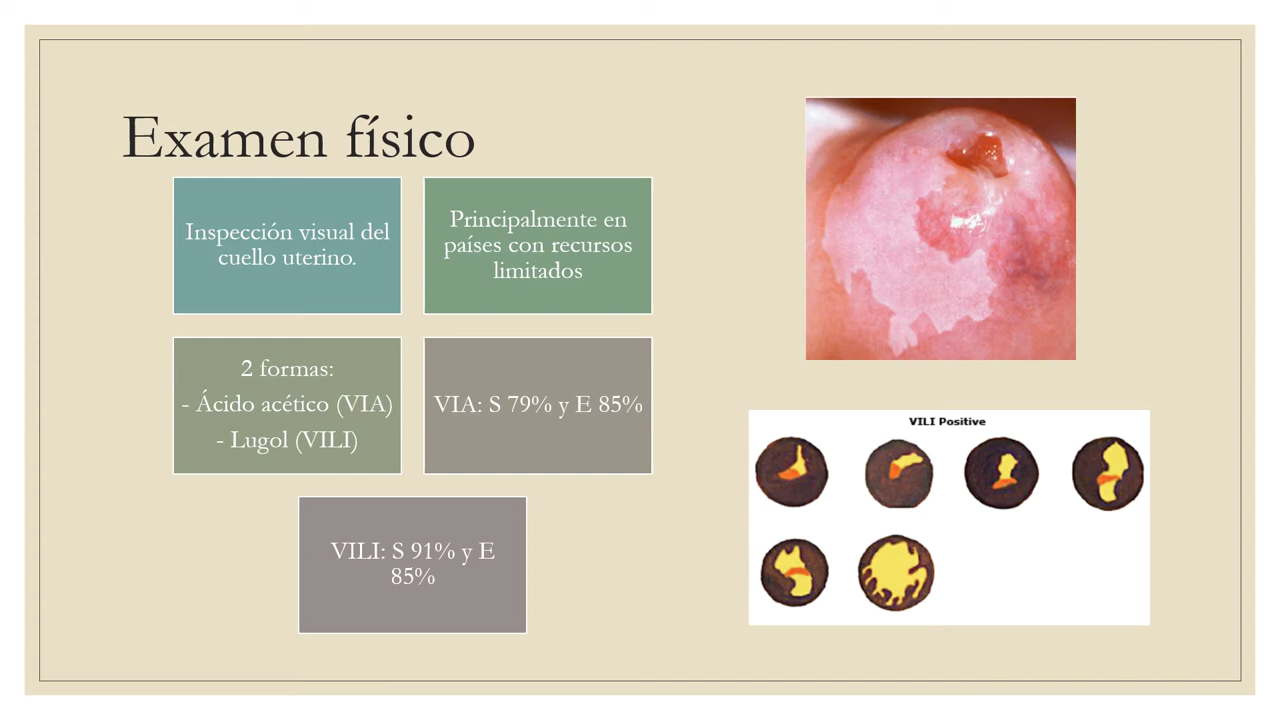 Examen físico
Inspección visual del
cuello uterino.
Principalmente en
países con recursos
limitados
2 formas:
- Ácido acético (VIA)
- Lugol (VILI)
VIA: S 79% y E 85%
VILI: S 91% y E
85%
VILI Positive